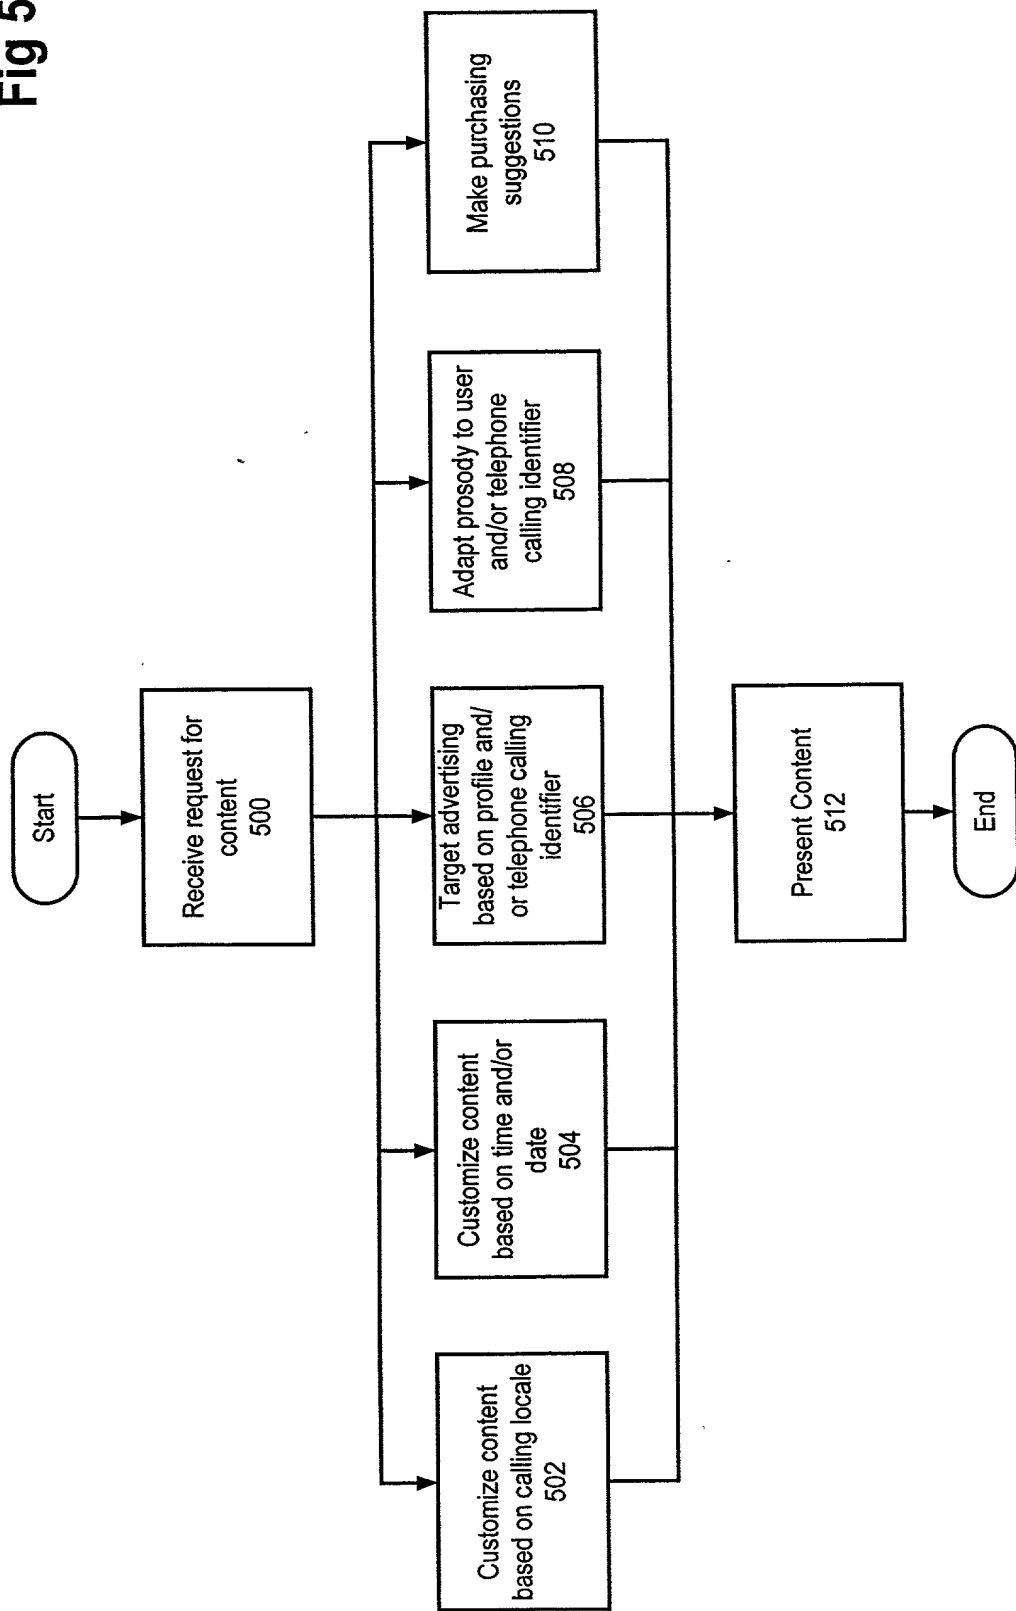 Fig 5
Start
Receive request for
content
500
Customize content
based on calling locale
502
Customize content
based on time and/or
date
504
Target advertising
based on profile and/
or telephone calling
identifier
506
Adapt prosody to user
and/or telephone
calling identifier
508
Make purchasing
suggestions
510
Present Content
512
End